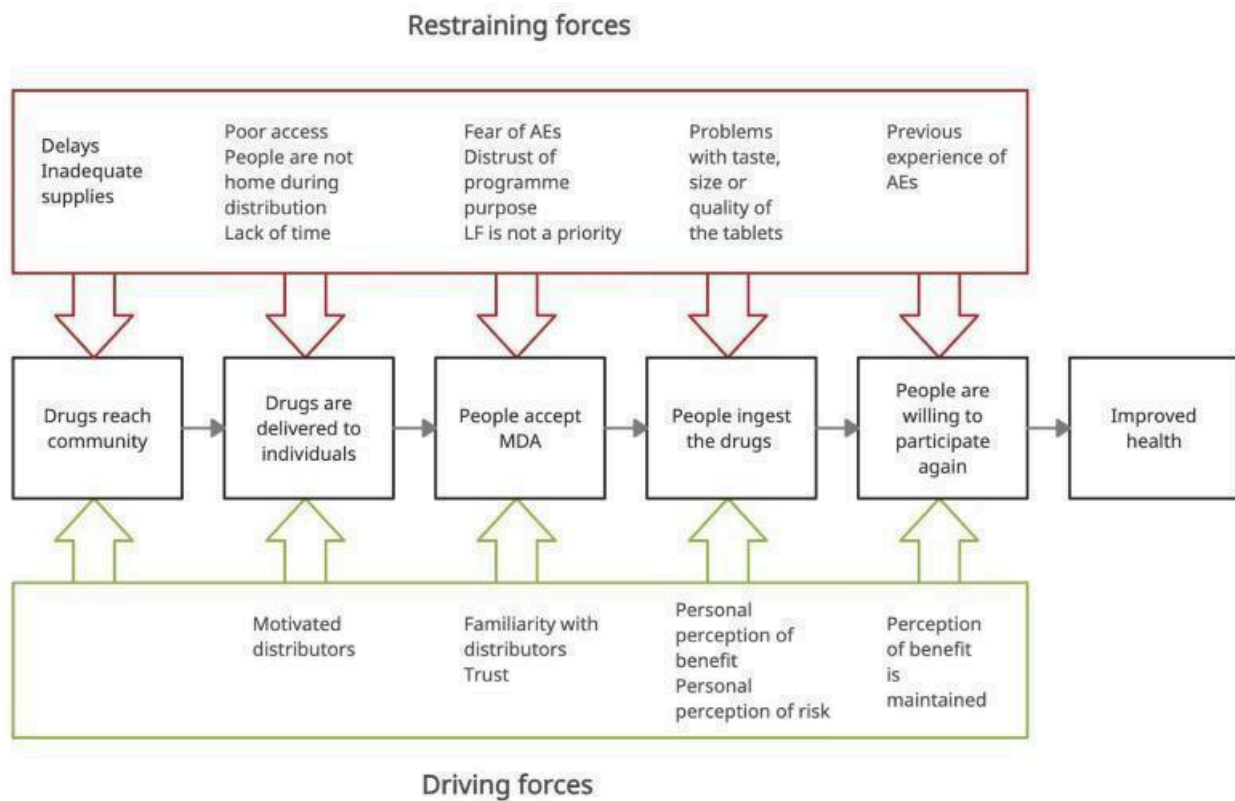 Restraining forces
Delays
Inadequate
supplies
Poor access
People are not
home during
distribution
Lack of time
Fear of AEs
Distrust of
programme
purpose
LF is not a priority
Problems
with taste,
size or
quality of
the tablets
Previous
experience of
AEs
Drugs reach
community
Drugs are
delivered to
individuals
People accept
MDA
People ingest
the drugs
People are
willing to
participate
again
Improved
health
Motivated
distributors
Familiarity with
distributors
Trust
Personal
perception of
benefit
Personal
perception of risk
Perception
of benefit
is
maintained
Driving forces